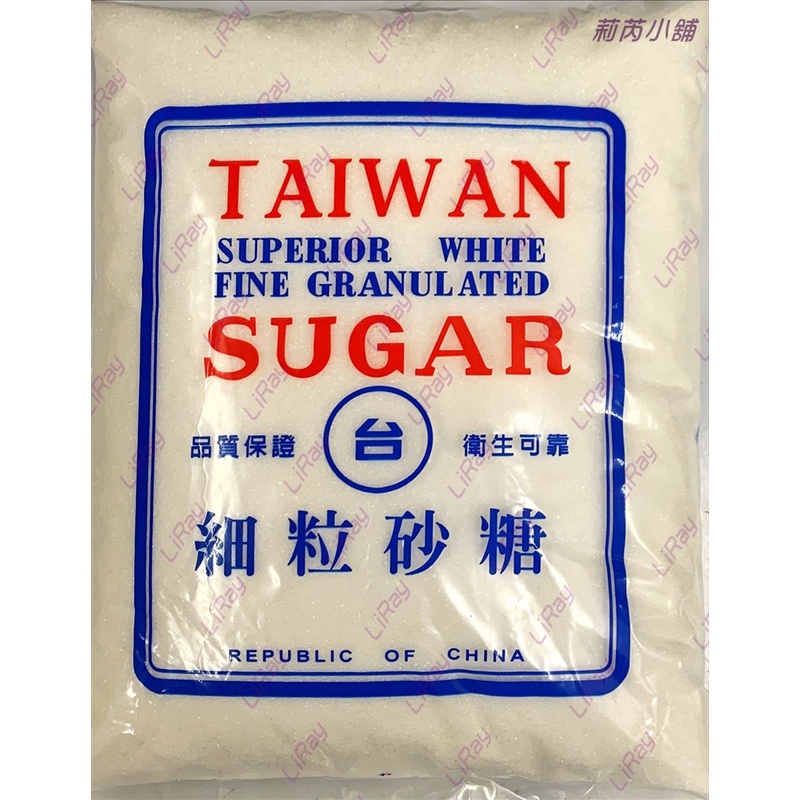 莉芮小舖
TAIWAN
SUPERIOR WHITE
FINE GRANULATED
SUGAR
品質保證 台 衛生可靠
細粒砂糖
REPUBLIC OF CHINA
LiRay